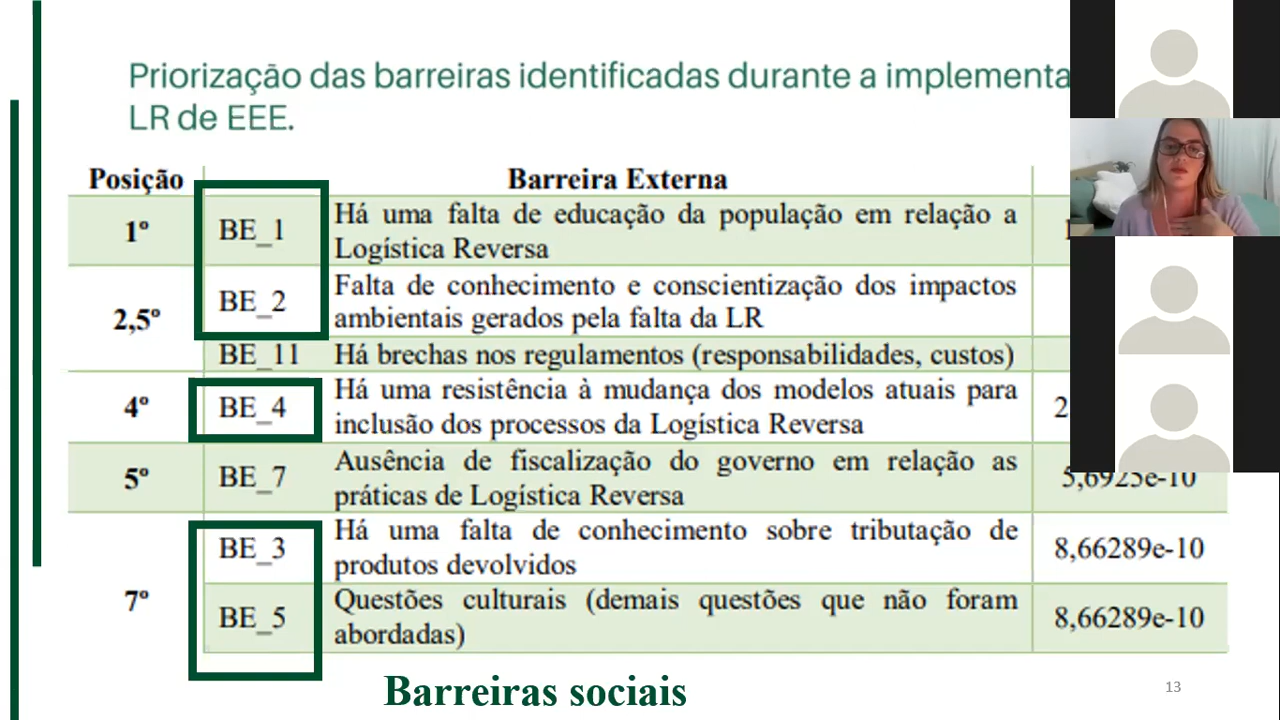 Priorização das barreiras identificadas durante a implementa
LR de EEE.
Posição Barreira Externa
1º BE_1 Há uma falta de educação da população em relação a
Logística Reversa
2,5º BE_2 Falta de conhecimento e conscientização dos impactos
ambientais gerados pela falta da LR
BE_11 Há brechas nos regulamentos (responsabilidades, custos)
4º BE_4 Há uma resistência à mudança dos modelos atuais para
inclusão dos processos da Logística Reversa
5º BE_7 Ausência de fiscalização do governo em relação as
práticas de Logística Reversa 5,6925e-10
7º BE_3 Há uma falta de conhecimento sobre tributação de
produtos devolvidos 8,66289e-10
BE_5 Questões culturais (demais questões que não foram
abordadas) 8,66289e-10
Barreiras sociais
13